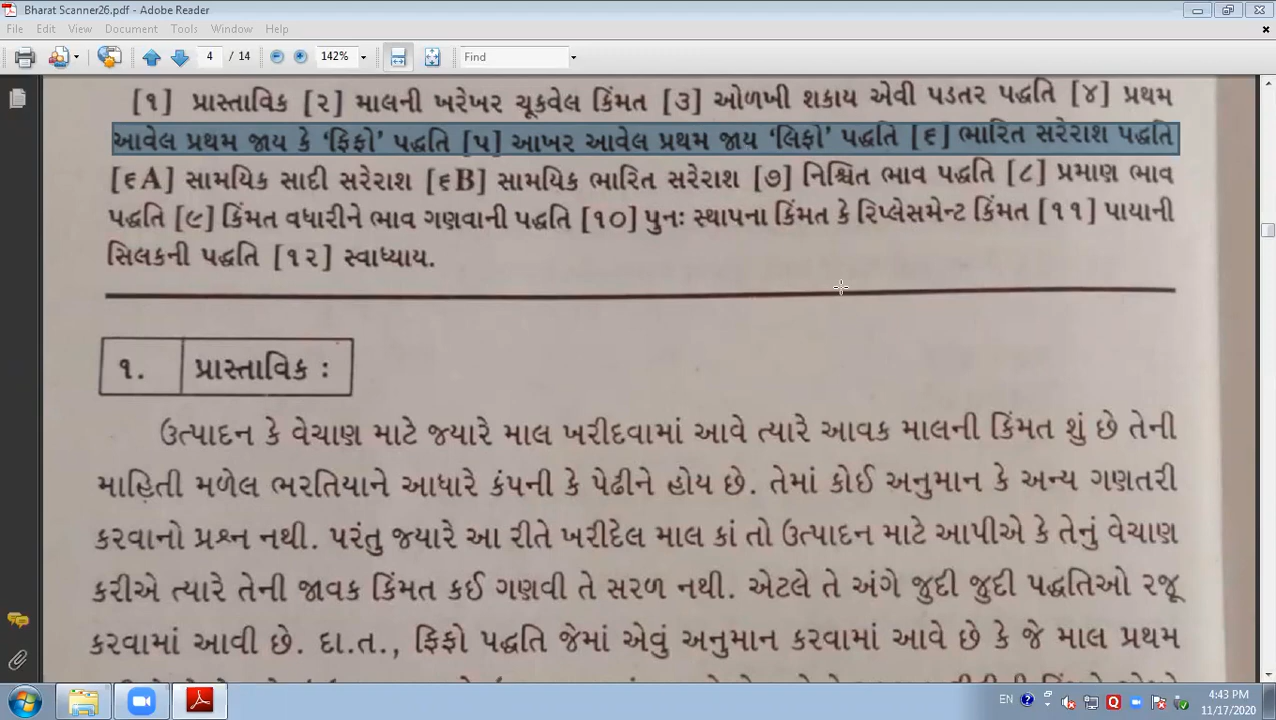 Bharat Scanner26.pdf - Adobe Reader
File Edit View Document Tools Window Help
4 / 14 142% Find
[૧] પ્રાસ્તાવિક [૨] માલની ખરેખર ચૂકવેલ કિંમત [૩] ઓળખી શકાય એવી પડતર પદ્ધતિ [૪] પ્રથમ
આવેલ પ્રથમ જાય કે ‘ફિફો’ પદ્ધતિ [૫] આખર આવેલ પ્રથમ જાય ‘લિફો’ પદ્ધતિ [૬] ભારિત સરેરાશ પદ્ધતિ
[૬A] સામયિક સાદી સરેરાશ [૬B] સામયિક ભારિત સરેરાશ [૭] નિશ્ચિત ભાવ પદ્ધતિ [૮] પ્રમાણ ભાવ
પદ્ધતિ [૯] કિંમત વધારીને ભાવ ગણવાની પદ્ધતિ [૧૦] પુનઃ સ્થાપના કિંમત કે રિપ્લેસમેન્ટ કિંમત [૧૧] પાયાની
સિલકની પદ્ધતિ [૧૨] સ્વાધ્યાય.
૧. પ્રાસ્તાવિક :
ઉત્પાદન કે વેચાણ માટે જ્યારે માલ ખરીદવામાં આવે ત્યારે આવક માલની કિંમત શું છે તેની
માહિતી મળેલ ભરતિયાને આધારે કંપની કે પેઢીને હોય છે. તેમાં કોઈ અનુમાન કે અન્ય ગણતરી
કરવાનો પ્રશ્ન નથી. પરંતુ જ્યારે આ રીતે ખરીદેલ માલ કાં તો ઉત્પાદન માટે આપીએ કે તેનું વેચાણ
કરીએ ત્યારે તેની જાવક કિંમત કઈ ગણવી તે સરળ નથી. એટલે તે અંગે જુદી જુદી પદ્ધતિઓ રજૂ
કરવામાં આવી છે. દા.ત., ફિફો પદ્ધતિ જેમાં એવું અનુમાન કરવામાં આવે છે કે જે માલ પ્રથમ
EN 4:43 PM
11/17/2020